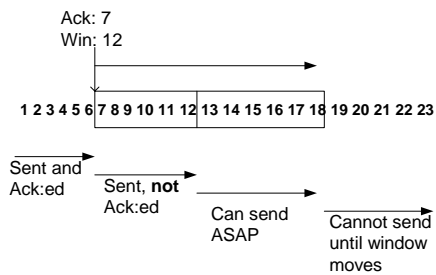 Ack: 7
Win: 12
1 2 3 4 5 6 7 8 9 10 11 12 13 14 15 16 17 18 19 20 21 22 23
Sent and
Ack:ed
Sent, not
Ack:ed
Can send
ASAP
Cannot send
until window
moves